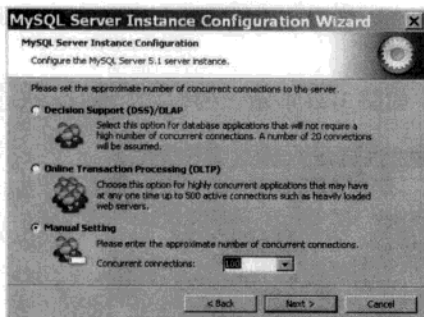 MySQL Server Instance Configuration Wizard
MySQL Server Instance Configuration
Configure the MySQL Server 5.1 server instance.
Please set the approximate number of concurrent connections to the server.
Decision Support (DSS)/OLAP
Select this option for database applications that will not require a
high number of concurrent connections. A number of 20 connections
will be assumed.
Online Transaction Processing (OLTP)
Choose this option for highly concurrent applications that may have
at any one time up to 500 active connections such as heavily loaded
web servers.
Manual Setting
Please enter the approximate number of concurrent connections.
Concurrent connections: 100
< Back Next > Cancel